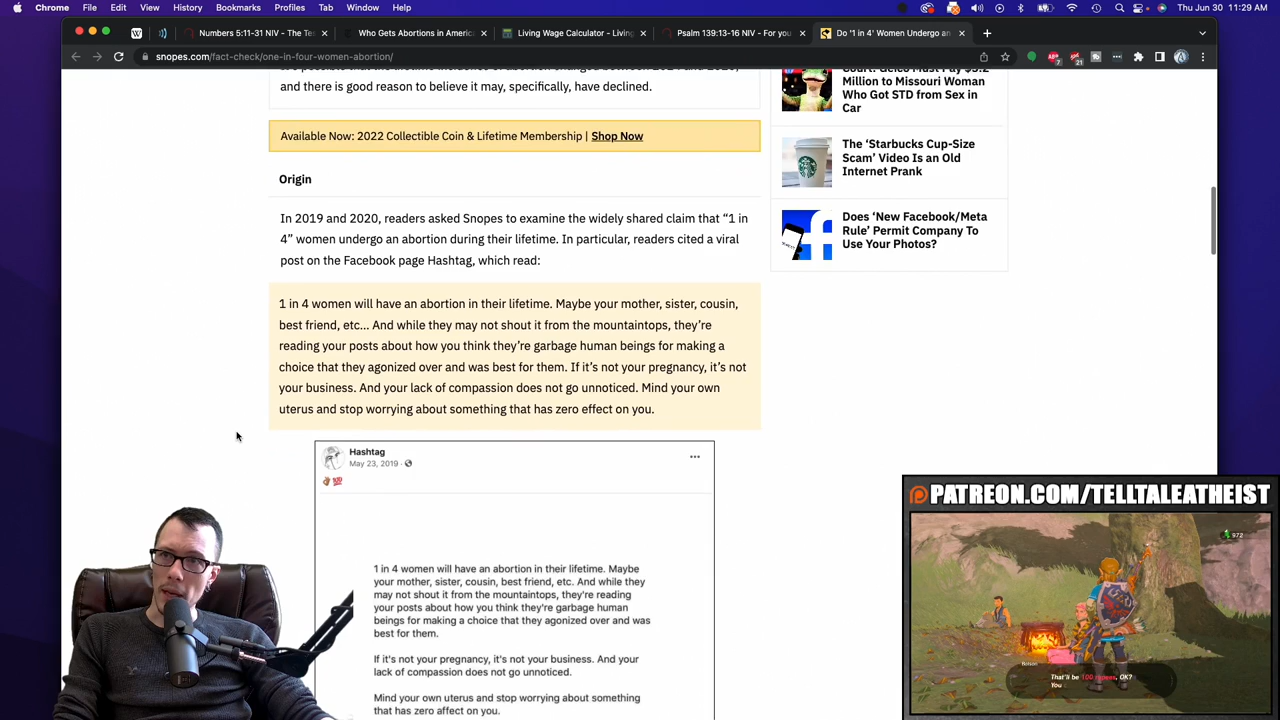 Chrome File Edit View History Bookmarks Profiles Tab Window Help
Thu Jun 30 11:29 AM
Numbers 5:11-31 NIV - The Te
Who Gets Abortions in Americ
Living Wage Calculator - Living
Psalm 139:13-16 NIV - For you
Do '1 in 4' Women Undergo an
snopes.com/fact-check/one-in-four-women-abortion/
and there is good reason to believe it may, specifically, have declined.
Available Now: 2022 Collectible Coin & Lifetime Membership | Shop Now
Origin
In 2019 and 2020, readers asked Snopes to examine the widely shared claim that “1 in
4” women undergo an abortion during their lifetime. In particular, readers cited a viral
post on the Facebook page Hashtag, which read:
1 in 4 women will have an abortion in their lifetime. Maybe your mother, sister, cousin,
best friend, etc... And while they may not shout it from the mountaintops, they’re
reading your posts about how you think they’re garbage human beings for making a
choice that they agonized over and was best for them. If it’s not your pregnancy, it’s not
your business. And your lack of compassion does not go unnoticed. Mind your own
uterus and stop worrying about something that has zero effect on you.
Hashtag
May 23, 2019
1 in 4 women will have an abortion in their lifetime. Maybe
your mother, sister, cousin, best friend, etc. And while they
may not shout it from the mountaintops, they're reading
your posts about how you think they're garbage human
beings for making a choice that they agonized over and was
best for them.
If it's not your pregnancy, it's not your business. And your
lack of compassion does not go unnoticed.
Mind your own uterus and stop worrying about something
that has zero affect on you.
Million to Missouri Woman
Who Got STD from Sex in
Car
The ‘Starbucks Cup-Size
Scam’ Video Is an Old
Internet Prank
Does ‘New Facebook/Meta
Rule’ Permit Company To
Use Your Photos?
PATREON.COM/TELLTALEATHEIST
972
Bolson
That'll be 100 rupees, OK?
You